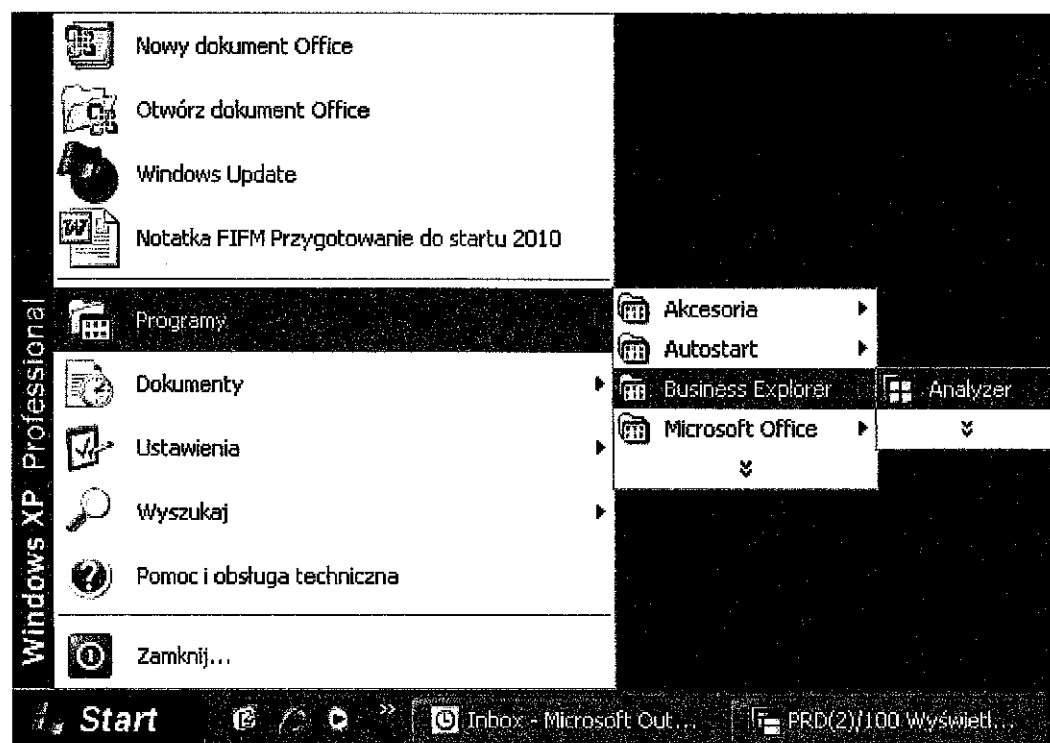 Nowy dokument Office
Otwórz dokument Office
Windows Update
Notatka FIFM Przygotowanie do startu 2010
Programy
Dokumenty
Ustawienia
Wyszukaj
Pomoc i obsługa techniczna
Zamknij...
Windows XP Professional
Akcesoria
Autostart
Business Explorer
Microsoft Office
Analyzer
Start
Inbox - Microsoft Out...
PRD(2)/100 Wyświetl...